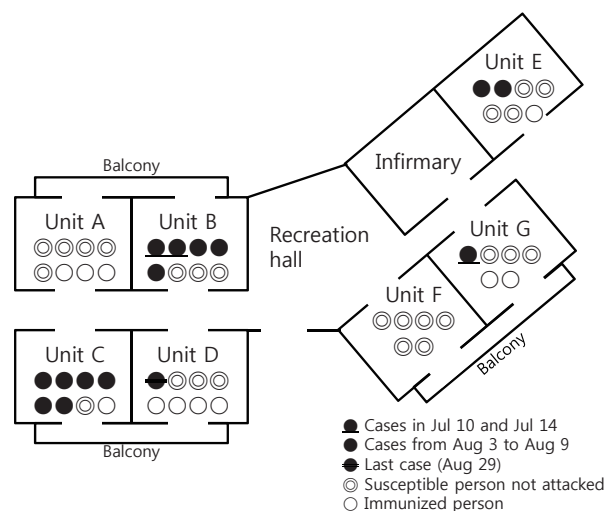 Unit E
Infirmary
Balcony
Unit A
Unit B
Recreation
hall
Unit G
Unit F
Unit C
Unit D
Balcony
Balcony
Cases in Jul 10 and Jul 14
Cases from Aug 3 to Aug 9
Last case (Aug 29)
Susceptible person not attacked
Immunized person